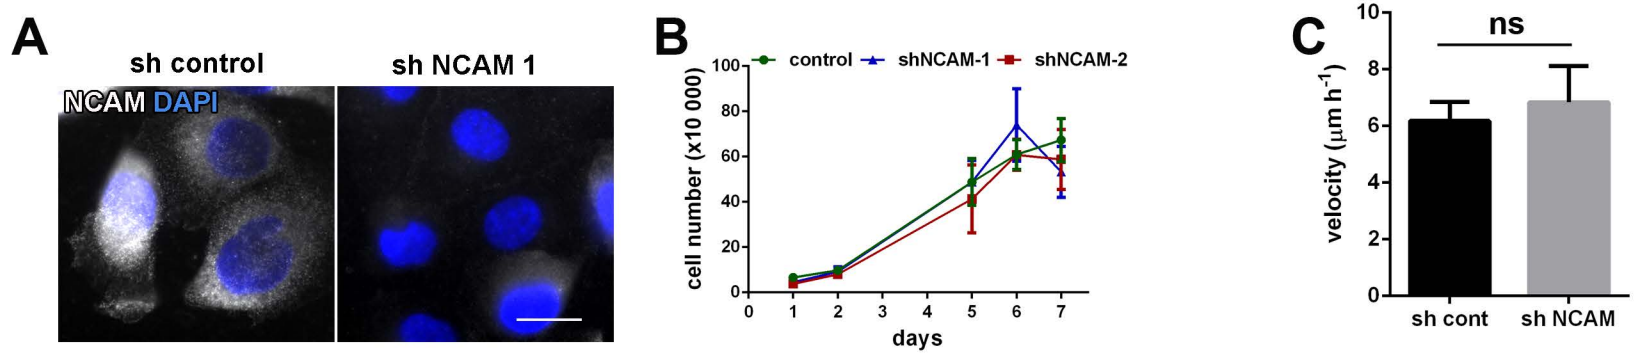 A
sh control
sh NCAM 1
NCAM DAPI
B
control shNCAM-1 shNCAM-2
cell number (x10 000)
100
80
60
40
20
0
0 1 2 3 4 5 6 7
days
C
ns
velocity (μm h⁻¹)
10
8
6
4
2
0
sh cont sh NCAM